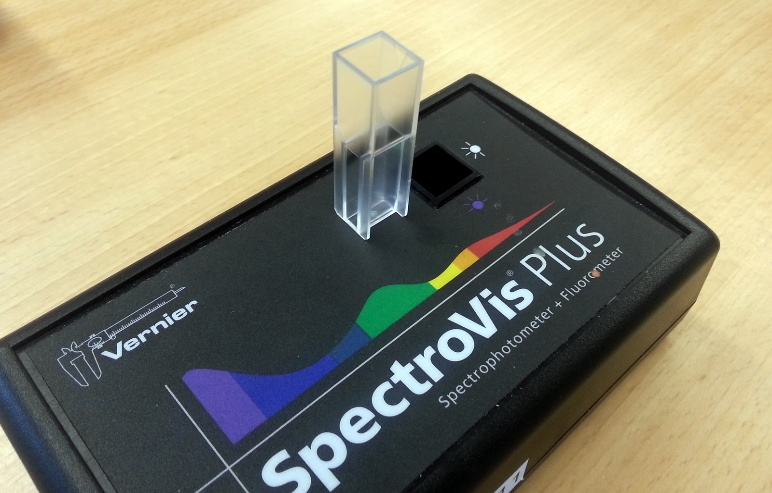 Vernier
SpectroVis® Plus
Spectrophotometer + Fluorometer